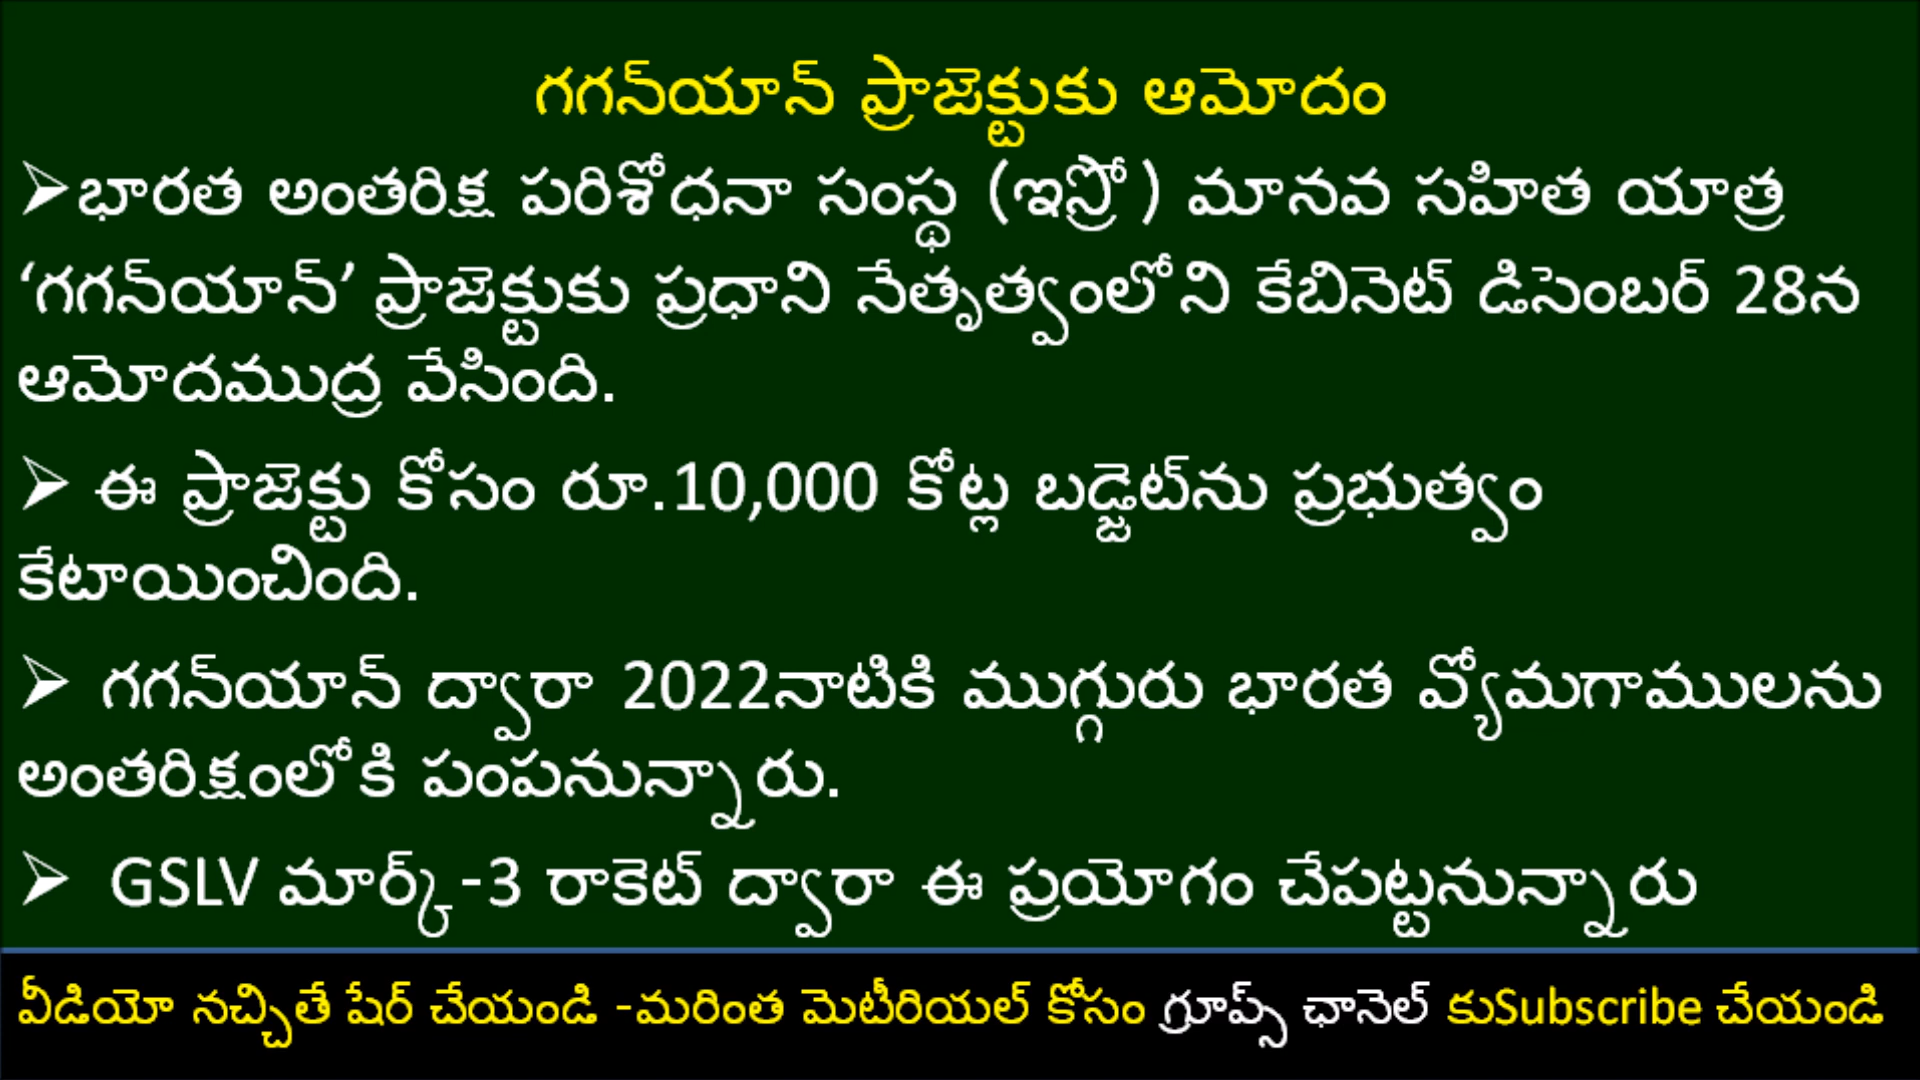 గగన్‌యాన్ ప్రాజెక్టుకు ఆమోదం
➢భారత అంతరిక్ష పరిశోధనా సంస్థ (ఇస్రో) మానవ సహిత యాత్ర
‘గగన్‌యాన్’ ప్రాజెక్టుకు ప్రధాని నేతృత్వంలోని కేబినెట్ డిసెంబర్ 28న
ఆమోదముద్ర వేసింది.
➢ ఈ ప్రాజెక్టు కోసం రూ.10,000 కోట్ల బడ్జెట్‌ను ప్రభుత్వం
కేటాయించింది.
➢ గగన్‌యాన్ ద్వారా 2022నాటికి ముగ్గురు భారత వ్యోమగాములను
అంతరిక్షంలోకి పంపనున్నారు.
➢ GSLV మార్క్-3 రాకెట్ ద్వారా ఈ ప్రయోగం చేపట్టనున్నారు
వీడియో నచ్చితే షేర్ చేయండి -మరింత మెటీరియల్ కోసం గ్రూప్స్ ఛానెల్ కుSubscribe చేయండి